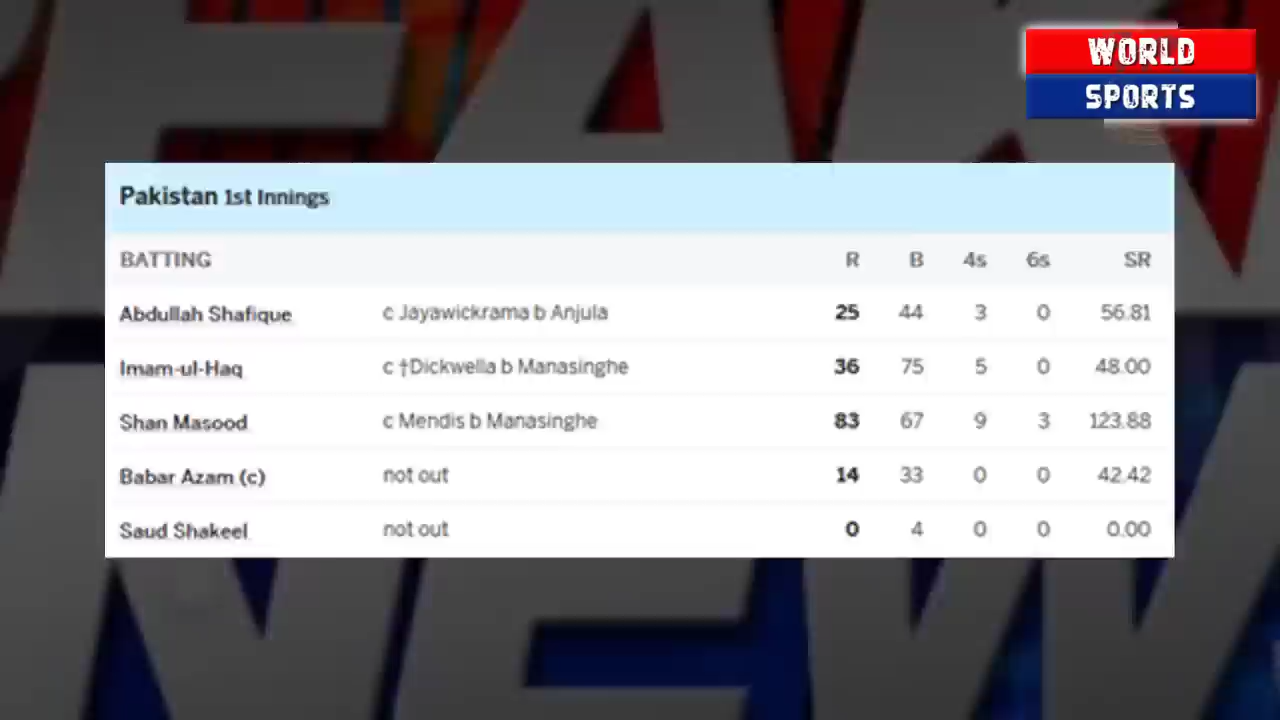 WORLD
SPORTS
Pakistan 1st Innings
BATTING R B 4s 6s SR
Abdullah Shafique c Jayawickrama b Anjula 25 44 3 0 56.81
Imam-ul-Haq c †Dickwella b Manasinghe 36 75 5 0 48.00
Shan Masood c Mendis b Manasinghe 83 67 9 3 123.88
Babar Azam (c) not out 14 33 0 0 42.42
Saud Shakeel not out 0 4 0 0 0.00